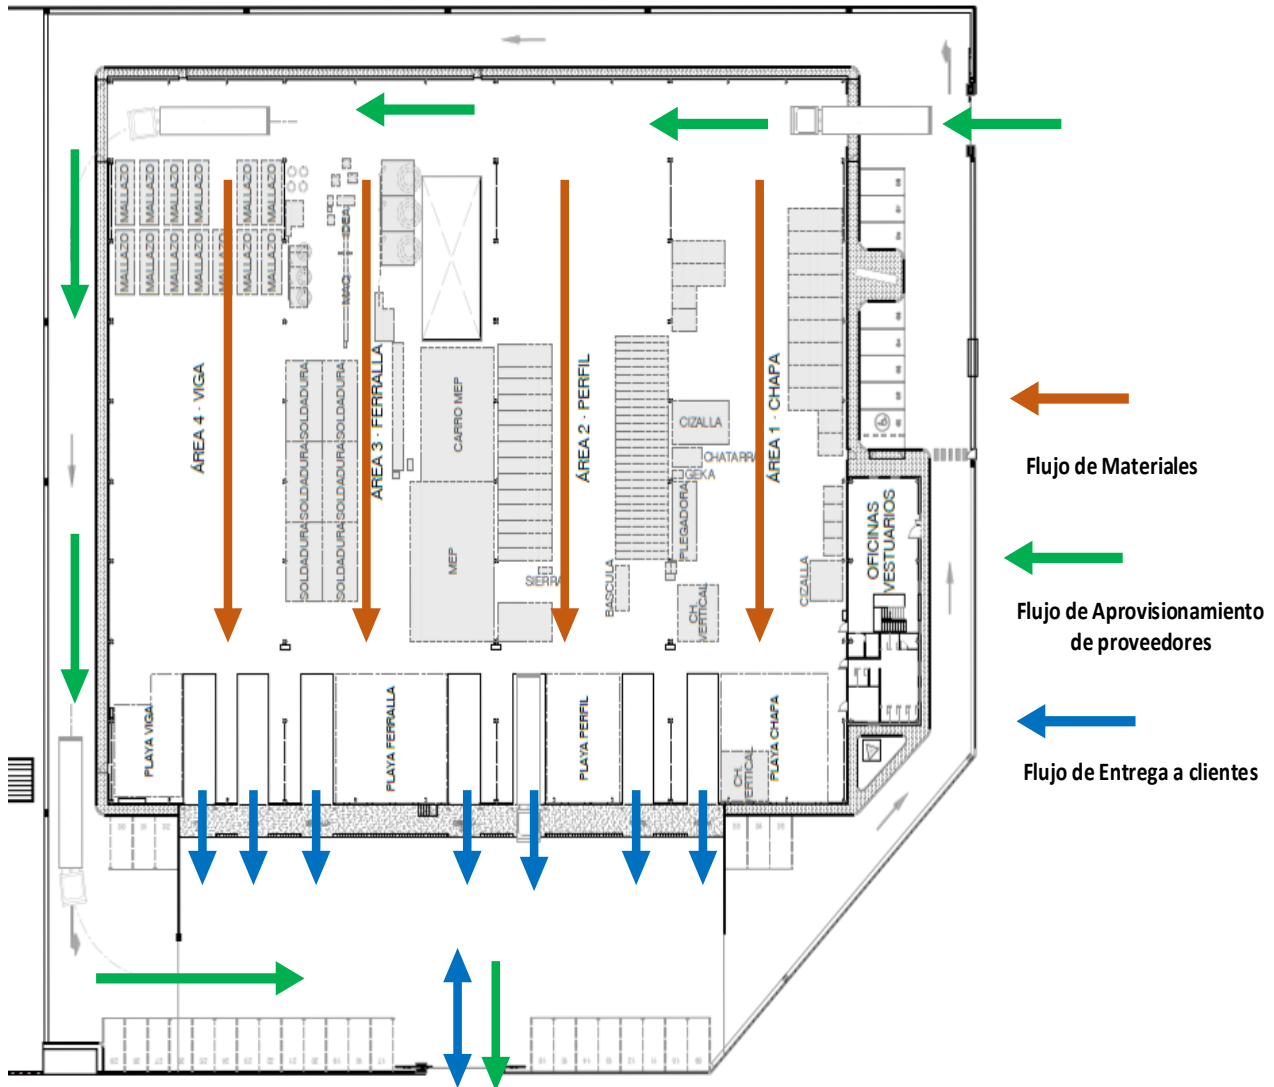 MALLAZO
MALLAZO
MALLAZO
MALLAZO
MALLAZO
MALLAZO
MALLAZO
MALLAZO
MALLAZO
MALLAZO
MALLAZO
MALLAZO
MALLAZO
MAQ. IDEA
ÁREA 4 - VIGA
SOLDADURA
SOLDADURA
SOLDADURA
SOLDADURA
SOLDADURA
SOLDADURA
ÁREA 3 - FERRALLA
CARRO MEP
MEP
ÁREA 2 - PERFIL
SIERRA
BASCULA
CIZALLA
CHATARRA
GEKA
PLEGADORA
CH.
VERTICAL
ÁREA 1 - CHAPA
CIZALLA
OFICINAS
VESTUARIOS
PLAYA VIGA
PLAYA FERRALLA
PLAYA PERFIL
PLAYA CHAPA
CH.
VERTICAL
Flujo de Materiales
Flujo de Aprovisionamiento
de proveedores
Flujo de Entrega a clientes